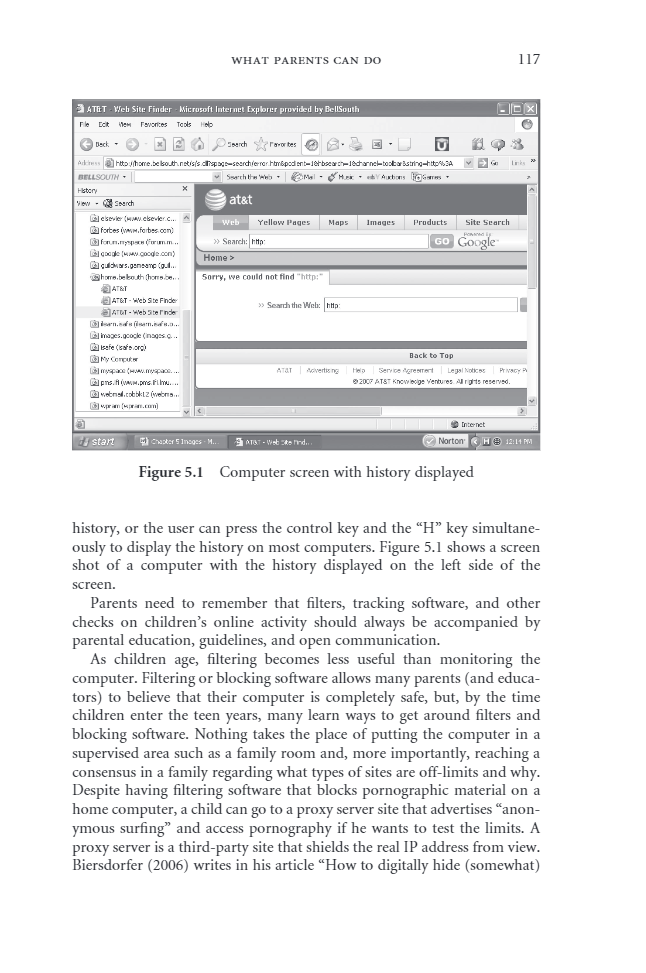 WHAT PARENTS CAN DO 117
AT&T - Web Site Finder - Microsoft Internet Explorer provided by BellSouth
File Edit View Favorites Tools Help
Back Search Favorites
Address http://home.bellsouth.net/s/s.dll?spage=search/error.htm&pcclient=1&hbsearch=1&channel=toolbar&string=http%3A Go Links »
BELLSOUTH Search the Web Mail Music Auctions Games »
History ×
View Search
elsevier (www.elsevier.c...
forbes (www.forbes.com)
forum.myspace (forum.m...
google (www.google.com)
guildwars.gameamp (guil...
home.bellsouth (home.be...
AT&T
AT&T - Web Site Finder
AT&T - Web Site Finder
ilearn.isafe (ilearn.isafe.o...
images.google (images.g...
isafe (isafe.org)
My Computer
myspace (www.myspace....
pms.ifi (www.pms.ifi.lmu....
webmail.cobbk12 (webma...
wpram (wpram.com)
at&t
Web Yellow Pages Maps Images Products Site Search
» Search: http: GO Powered By Google
Home >
Sorry, we could not find "http:"
» Search the Web: http:
Back to Top
AT&T | Advertising | Help | Service Agreement | Legal Notices | Privacy P
© 2007 AT&T Knowledge Ventures. All rights reserved.
Internet
start Chapter 5 Images - M... AT&T - Web Site Find... Norton 12:14 PM
Figure 5.1 Computer screen with history displayed
history, or the user can press the control key and the “H” key simultane-
ously to display the history on most computers. Figure 5.1 shows a screen
shot of a computer with the history displayed on the left side of the
screen.
Parents need to remember that filters, tracking software, and other
checks on children’s online activity should always be accompanied by
parental education, guidelines, and open communication.
As children age, filtering becomes less useful than monitoring the
computer. Filtering or blocking software allows many parents (and educa-
tors) to believe that their computer is completely safe, but, by the time
children enter the teen years, many learn ways to get around filters and
blocking software. Nothing takes the place of putting the computer in a
supervised area such as a family room and, more importantly, reaching a
consensus in a family regarding what types of sites are off-limits and why.
Despite having filtering software that blocks pornographic material on a
home computer, a child can go to a proxy server site that advertises “anon-
ymous surfing” and access pornography if he wants to test the limits. A
proxy server is a third-party site that shields the real IP address from view.
Biersdorfer (2006) writes in his article “How to digitally hide (somewhat)